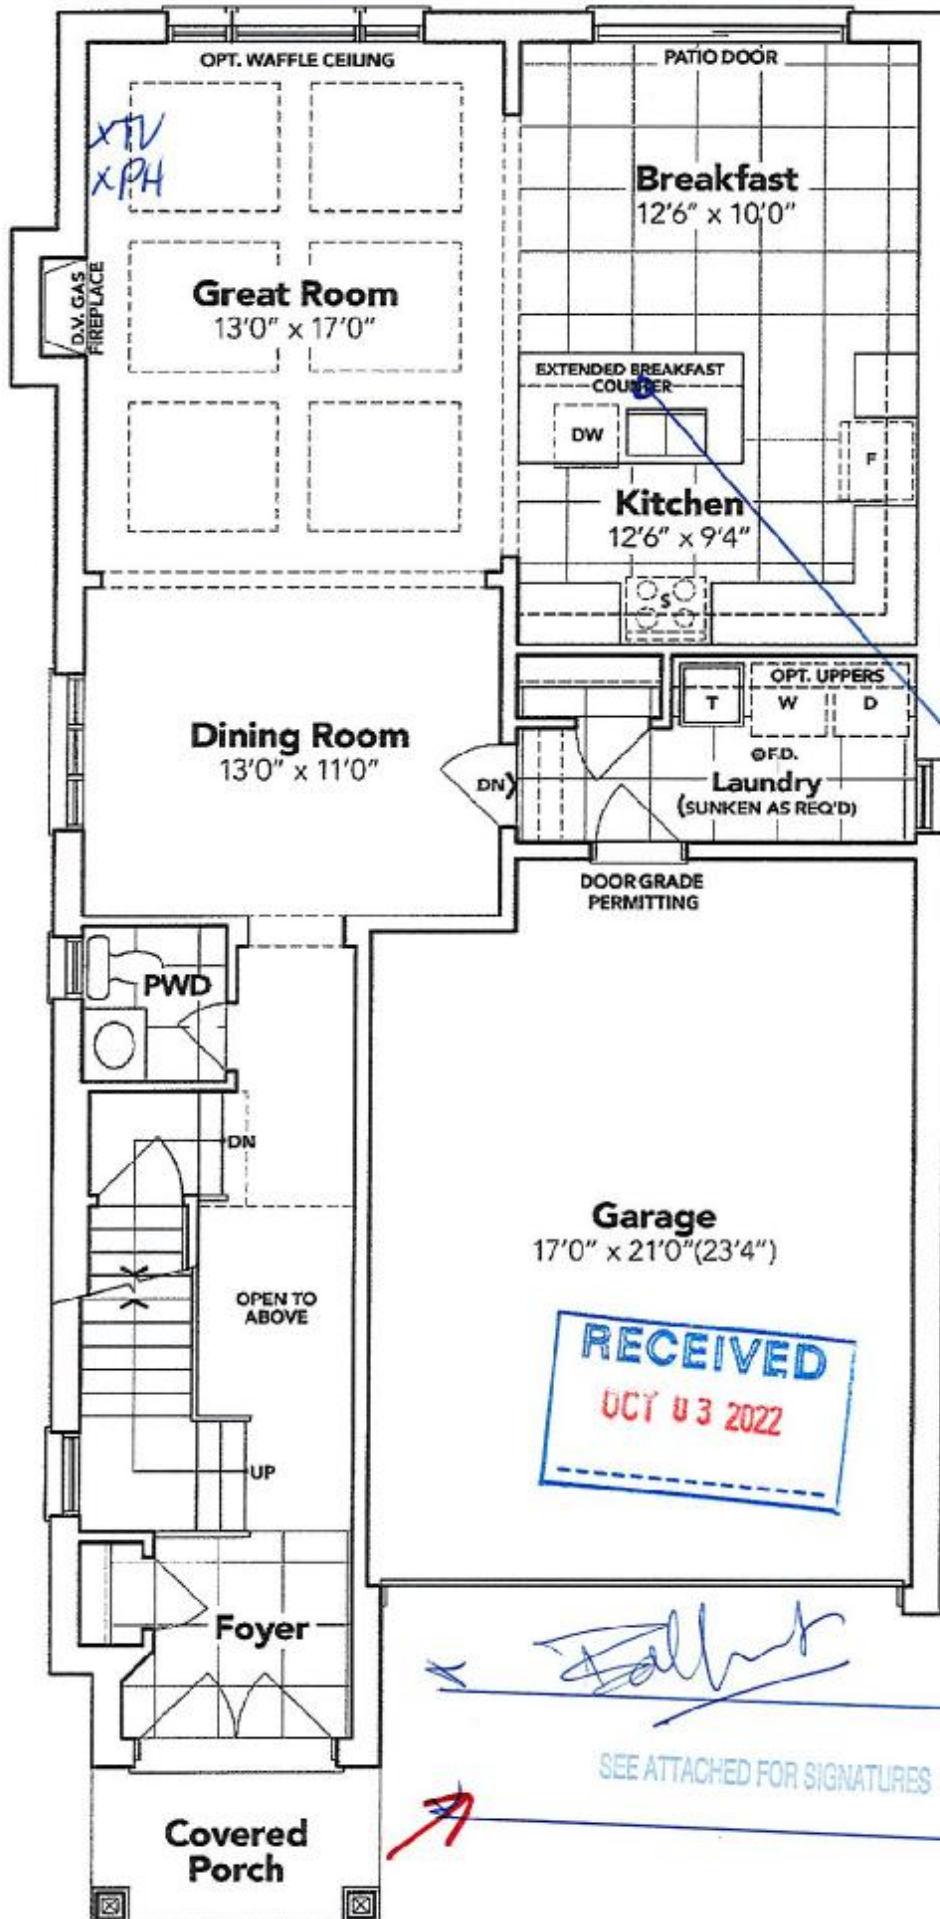 OPT. WAFFLE CEILING
PATIO DOOR
xTV
xPH
Breakfast
12'6" x 10'0"
D.V. GAS
FIREPLACE
Great Room
13'0" x 17'0"
EXTENDED BREAKFAST
COUNTER
DW
F
Kitchen
12'6" x 9'4"
S
OPT. UPPERS
T
W
D
Dining Room
13'0" x 11'0"
DN
F.D.
Laundry
(SUNKEN AS REQ'D)
DOOR GRADE
PERMITTING
PWD
DN
Garage
17'0" x 21'0"(23'4")
OPEN TO
ABOVE
RECEIVED
OCT 03 2022
UP
Foyer
SEE ATTACHED FOR SIGNATURES
Covered
Porch